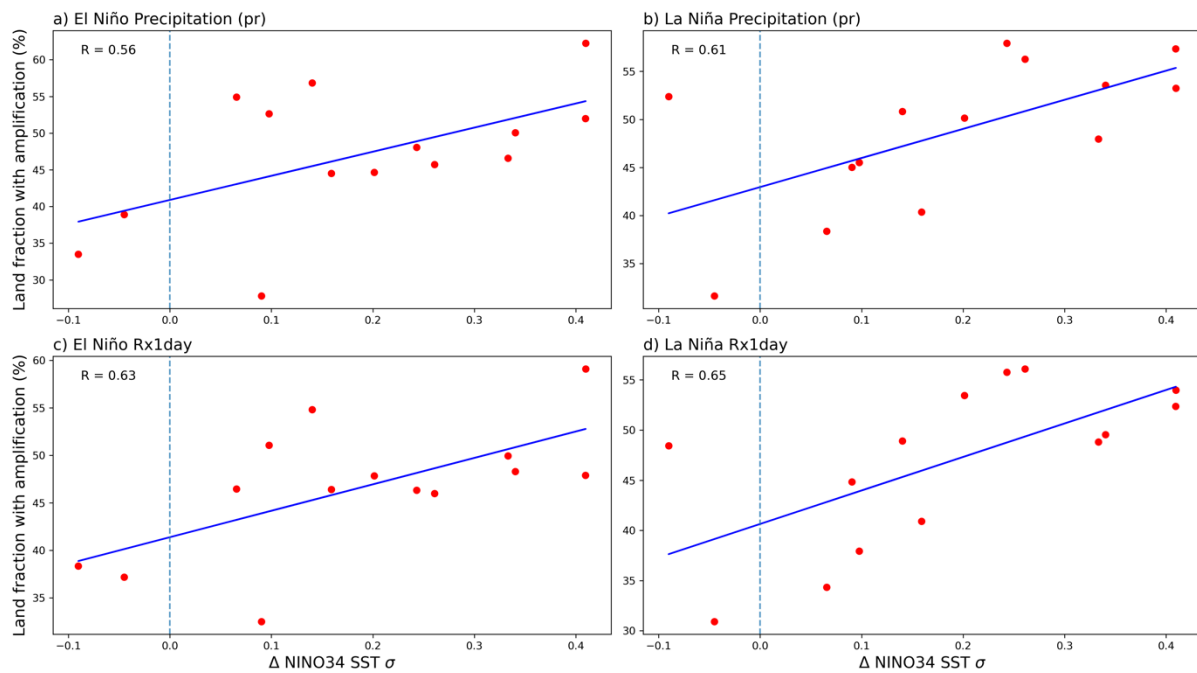 a) El Niño Precipitation (pr)
R = 0.56
Land fraction with amplification (%)
60
55
50
45
40
35
30
−0.1 0.0 0.1 0.2 0.3 0.4
b) La Niña Precipitation (pr)
R = 0.61
55
50
45
40
35
−0.1 0.0 0.1 0.2 0.3 0.4
c) El Niño Rx1day
R = 0.63
Land fraction with amplification (%)
60
55
50
45
40
35
−0.1 0.0 0.1 0.2 0.3 0.4
Δ NINO34 SST σ
d) La Niña Rx1day
R = 0.65
55
50
45
40
35
30
−0.1 0.0 0.1 0.2 0.3 0.4
Δ NINO34 SST σ